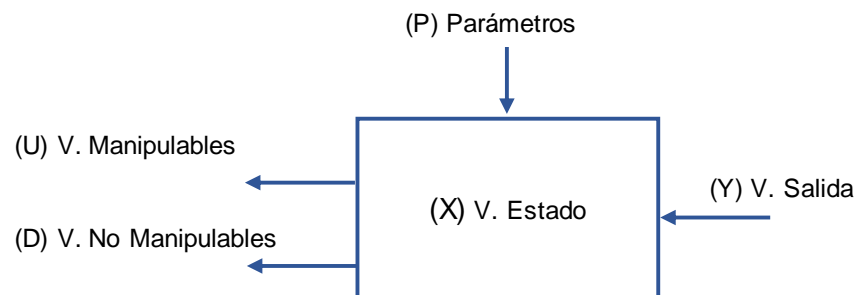 (P) Parámetros
(U) V. Manipulables
(X) V. Estado
(Y) V. Salida
(D) V. No Manipulables